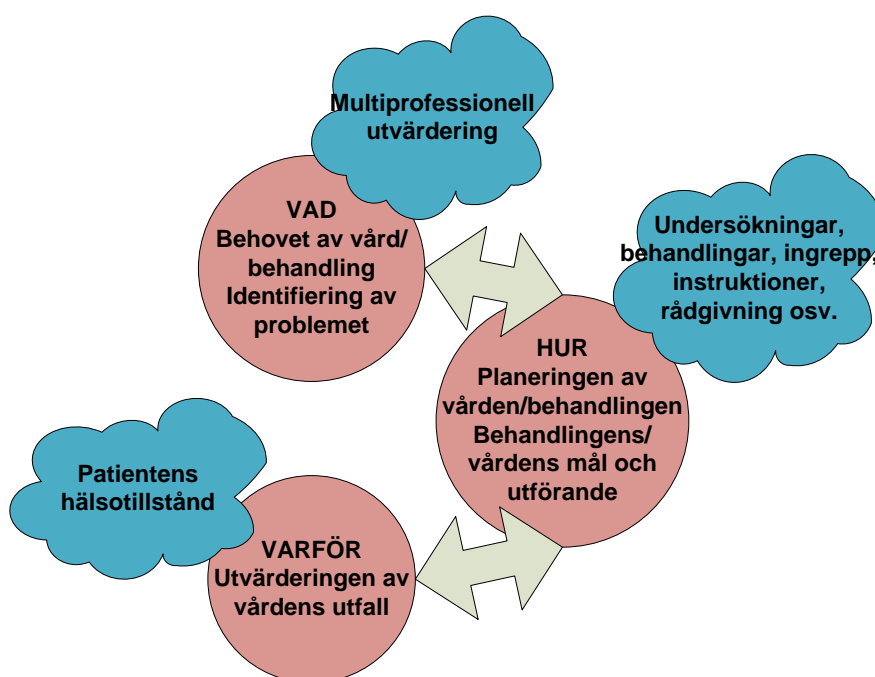 Multiprofessionell
utvärdering
VAD
Behovet av vård/
behandling
Identifiering av
problemet
Undersökningar,
behandlingar, ingrepp,
instruktioner,
rådgivning osv.
HUR
Planeringen av
vården/behandlingen
Behandlingens/
vårdens mål och
utförande
Patientens
hälsotillstånd
VARFÖR
Utvärderingen av
vårdens utfall